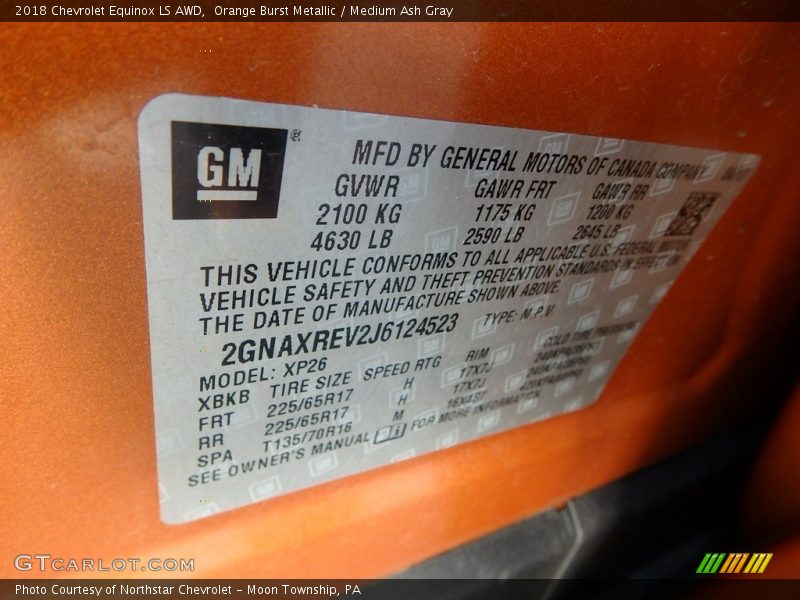 2018 Chevrolet Equinox LS AWD,  Orange Burst Metallic / Medium Ash Gray
GM ®
MFD BY GENERAL MOTORS OF CANADA COMPANY
GVWR GAWR FRT GAWR RR
2100 KG 1175 KG 1200 KG
4630 LB 2590 LB 2645 LB
THIS VEHICLE CONFORMS TO ALL APPLICABLE U.S. FEDERAL MOTOR
VEHICLE SAFETY AND THEFT PREVENTION STANDARDS IN EFFECT ON
THE DATE OF MANUFACTURE SHOWN ABOVE.
2GNAXREV2J6124523 TYPE: M.P.V.
MODEL: XP26
XBKB TIRE SIZE SPEED RTG RIM COLD TIRE PRESSURE
FRT 225/65R17 H 17X7J
RR 225/65R17 H 17X7J
SPA T135/70R16 M
SEE OWNER'S MANUAL FOR MORE INFORMATION
GTCARLOT.COM
Photo Courtesy of Northstar Chevrolet - Moon Township, PA